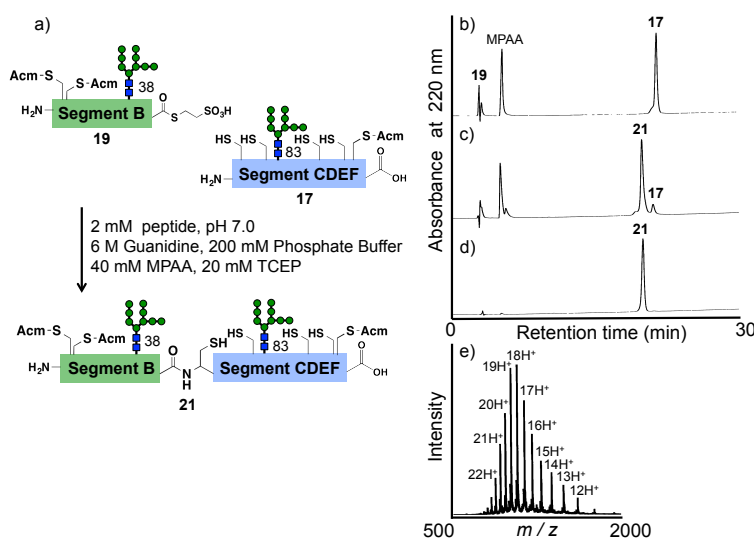 a)
Acm-S
S-Acm
38
H₂N
Segment B
O
S
SO₃H
19
HS
HS
HS
HS
S-Acm
83
O
OH
H₂N
Segment CDEF
17
2 mM peptide, pH 7.0
6 M Guanidine, 200 mM Phosphate Buffer
40 mM MPAA, 20 mM TCEP
Acm-S
S-Acm
38
O
SH
HS
HS
HS
S-Acm
83
O
OH
H₂N
Segment B
N
H
Segment CDEF
21
Absorbance at 220 nm
b)
19
MPAA
17
c)
21
17
d)
21
0
Retention time (min)
30
e)
Intensity
22H⁺
21H⁺
20H⁺
19H⁺
18H⁺
17H⁺
16H⁺
15H⁺
14H⁺
13H⁺
12H⁺
500
m / z
2000